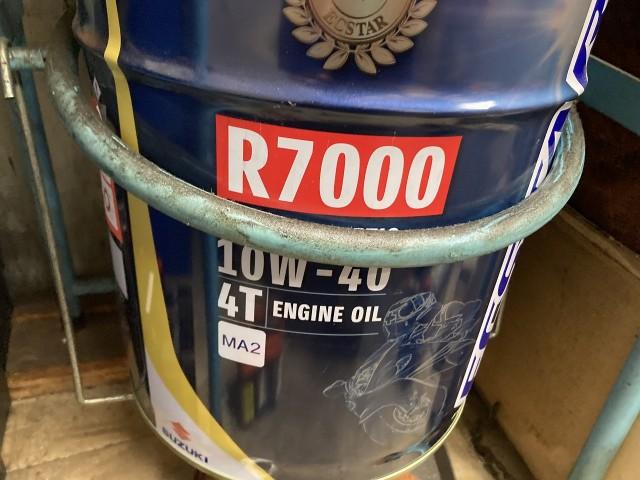 ECSTAR
R7000
10W-40
4T ENGINE OIL
MA2
SUZUKI